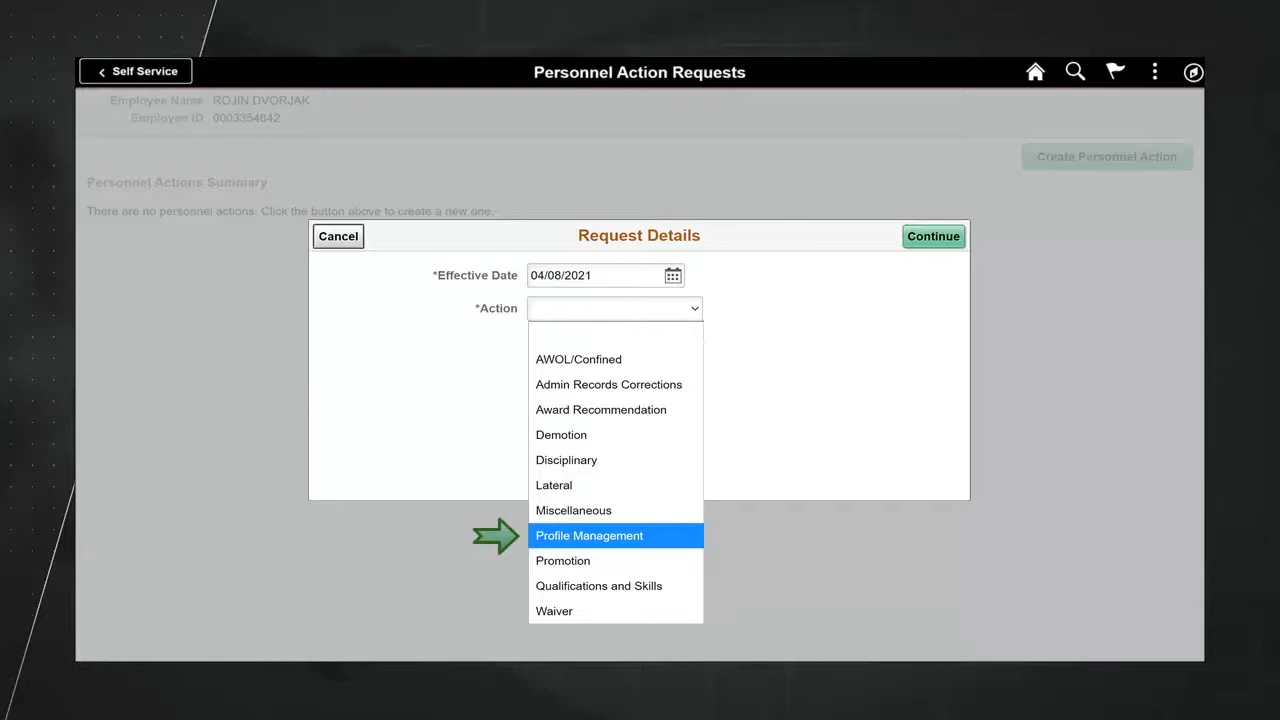 Self Service
Personnel Action Requests
Employee Name ROJIN DVORJAK
Employee ID 0003354842
Create Personnel Action
Personnel Actions Summary
There are no personnel actions. Click the button above to create a new one.
Cancel
Request Details
Continue
*Effective Date 04/08/2021
*Action
AWOL/Confined
Admin Records Corrections
Award Recommendation
Demotion
Disciplinary
Lateral
Miscellaneous
Profile Management
Promotion
Qualifications and Skills
Waiver